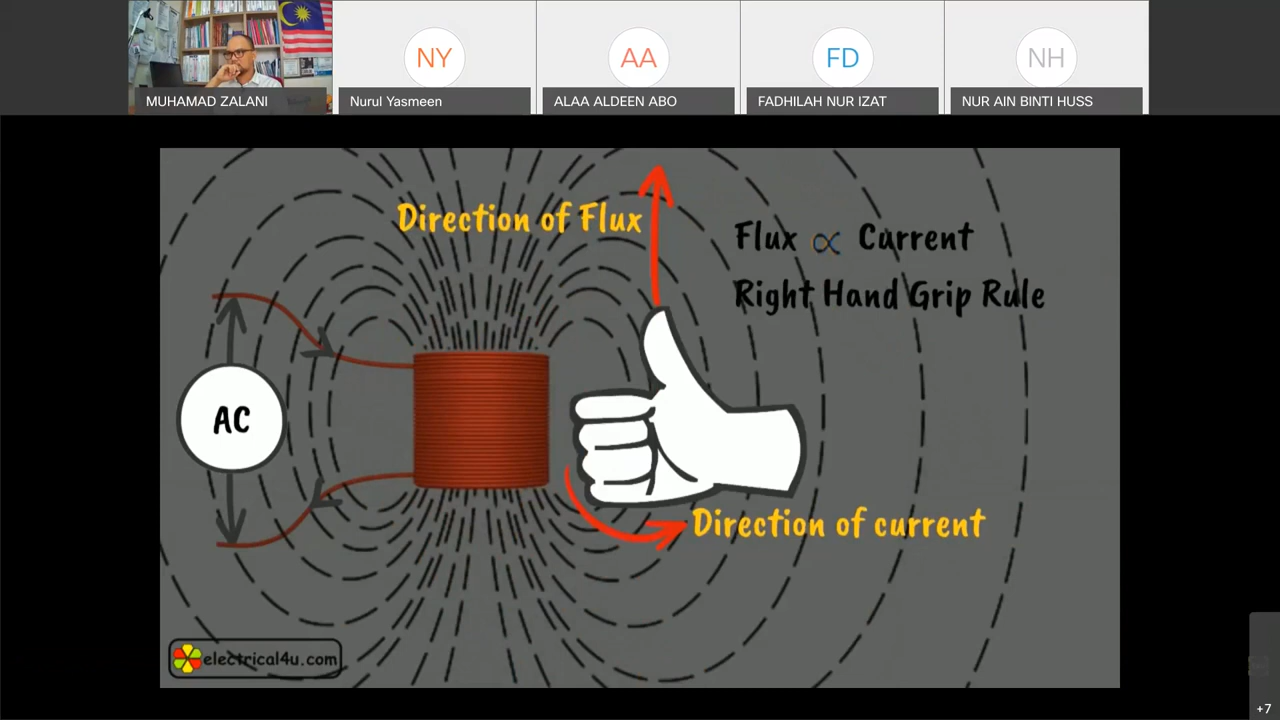 NY
AA
FD
NH
MUHAMAD ZALANI
Nurul Yasmeen
ALAA ALDEEN ABO
FADHILAH NUR IZAT
NUR AIN BINTI HUSS
Direction of Flux
Flux ∝ Current
Right Hand Grip Rule
AC
Direction of current
electrical4u.com
+7